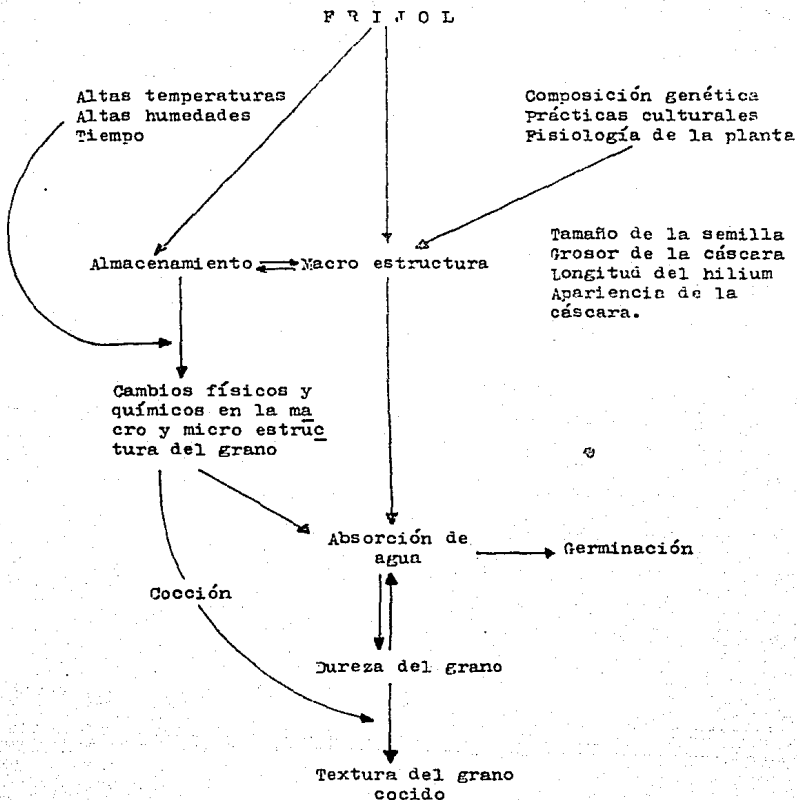 F R I J O L
Altas temperaturas
Altas humedades
Tiempo
Composición genética
Prácticas culturales
Fisiología de la planta
Almacenamiento
Macro estructura
Tamaño de la semilla
Grosor de la cáscara
Longitud del hilium
Apariencia de la
cáscara.
Cambios físicos y
químicos en la ma
cro y micro estruc
tura del grano
Absorción de
agua
Germinación
Cocción
Dureza del grano
Textura del grano
cocido